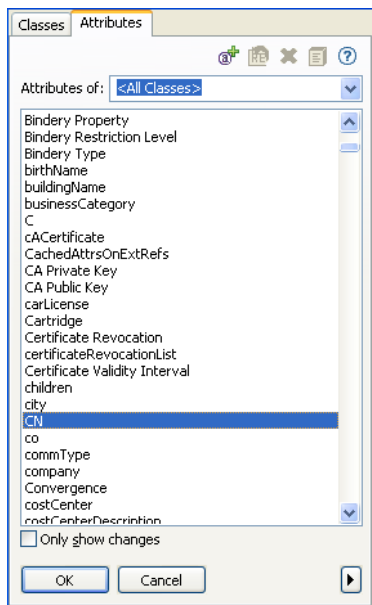 Classes Attributes
Attributes of: <All Classes>
Bindery Property
Bindery Restriction Level
Bindery Type
birthName
buildingName
businessCategory
C
cACertificate
CachedAttrsOnExtRefs
CA Private Key
CA Public Key
carLicense
Cartridge
Certificate Revocation
certificateRevocationList
Certificate Validity Interval
children
city
CN
co
commType
company
Convergence
costCenter
costCenterDescription
Only show changes
OK Cancel